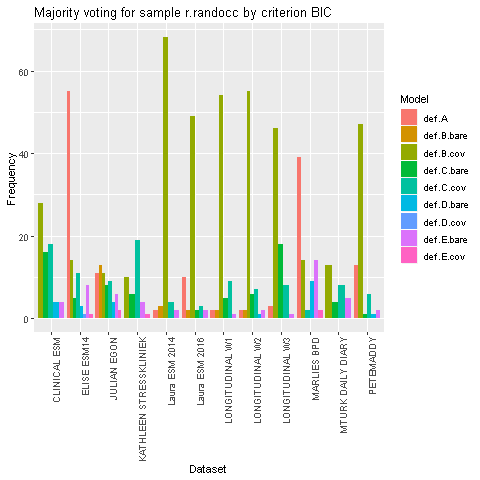 Majority voting for sample r.randocc by criterion BIC
Frequency
60
40
20
0
CLINICAL ESM
ELISE ESM14
JULIAN EGON
KATHLEEN STRESSKLINIEK
Laura ESM 2014
Laura ESM 2016
LONGITUDINAL W1
LONGITUDINAL W2
LONGITUDINAL W3
MARLIES BPD
MTURK DAILY DIARY
PETEMADDY
Dataset
Model
def.A
def.B.bare
def.B.cov
def.C.bare
def.C.cov
def.D.bare
def.D.cov
def.E.bare
def.E.cov